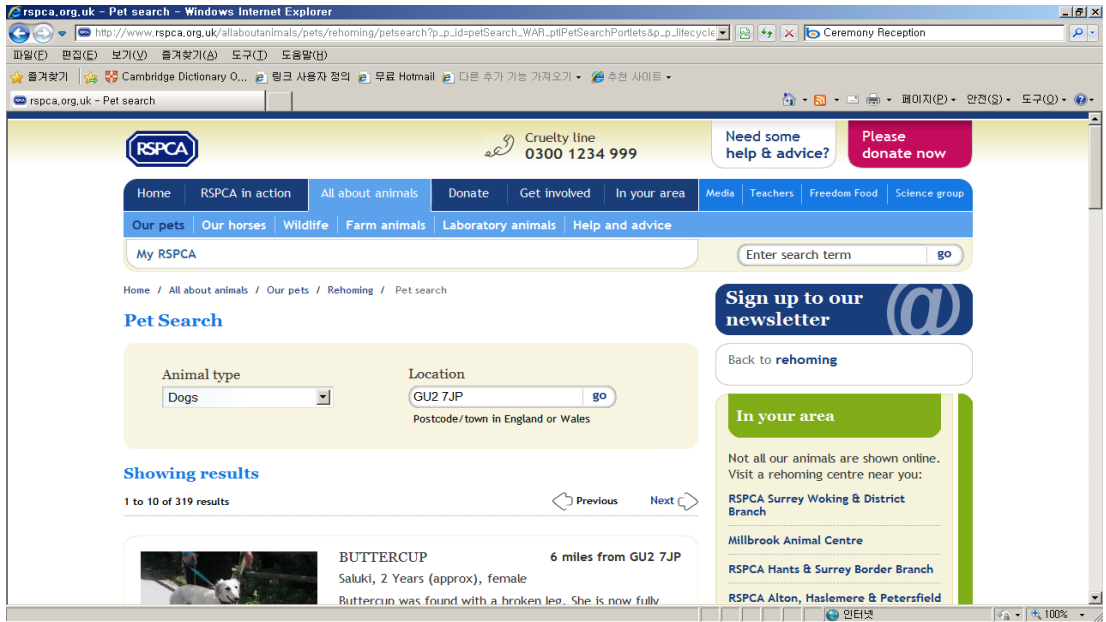 rspca.org.uk - Pet search - Windows Internet Explorer
http://www.rspca.org.uk/allaboutanimals/pets/rehoming/petsearch?p_p_id=petSearch_WAR_ptlPetSearchPortlets&p_p_lifecycle
Ceremony Reception
파일(F) 편집(E) 보기(V) 즐겨찾기(A) 도구(T) 도움말(H)
즐겨찾기 Cambridge Dictionary O... 링크 사용자 정의 무료 Hotmail 다른 추가 기능 가져오기 추천 사이트
rspca.org.uk - Pet search
페이지(P) 안전(S) 도구(O)
RSPCA
Cruelty line
0300 1234 999
Need some
help & advice?
Please
donate now
Home RSPCA in action All about animals Donate Get involved In your area Media Teachers Freedom Food Science group
Our pets Our horses Wildlife Farm animals Laboratory animals Help and advice
My RSPCA
Enter search term go
Home / All about animals / Our pets / Rehoming / Pet search
Pet Search
Animal type
Dogs
Location
GU2 7JP go
Postcode/town in England or Wales
Showing results
1 to 10 of 319 results
Previous Next
BUTTERCUP 6 miles from GU2 7JP
Saluki, 2 Years (approx), female
Buttercup was found with a broken leg. She is now fully
Sign up to our
newsletter
@
Back to rehoming
In your area
Not all our animals are shown online.
Visit a rehoming centre near you:
RSPCA Surrey Woking & District
Branch
Millbrook Animal Centre
RSPCA Hants & Surrey Border Branch
RSPCA Alton, Haslemere & Petersfield
인터넷 100%